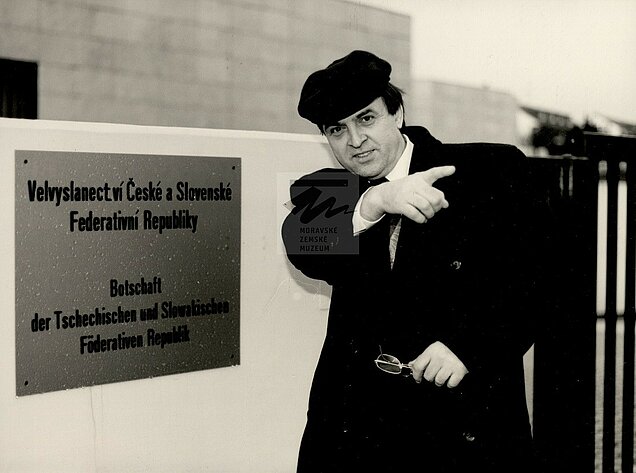 Velvyslanectví České a Slovenské
Federativní Republiky
Botschaft
der Tschechischen und Slowakischen
Föderativen Republik
MORAVSKÉ
ZEMSKÉ
MUZEUM